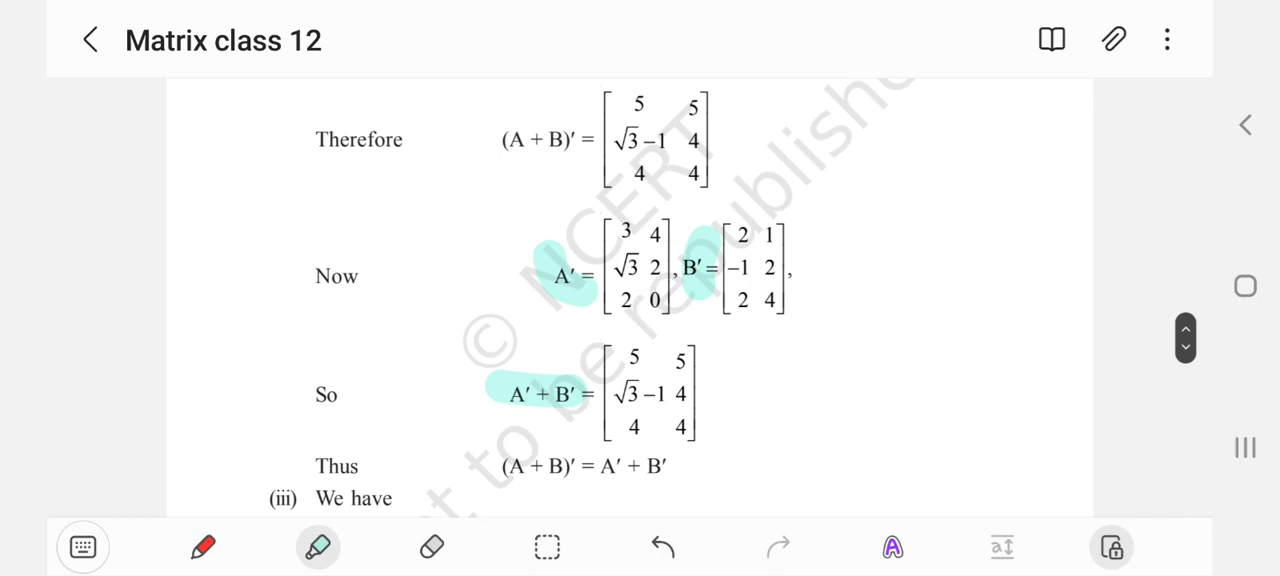 Matrix class 12
Therefore (A + B)′ = [ 5 5
√3 –1 4
4 4 ]
Now A′ = [ 3 4
√3 2
2 0 ] , B′ = [ 2 1
–1 2
2 4 ] ,
So A′ + B′ = [ 5 5
√3 –1 4
4 4 ]
Thus (A + B)′ = A′ + B′
(iii) We have
© NCERT
not to be republished
A
a